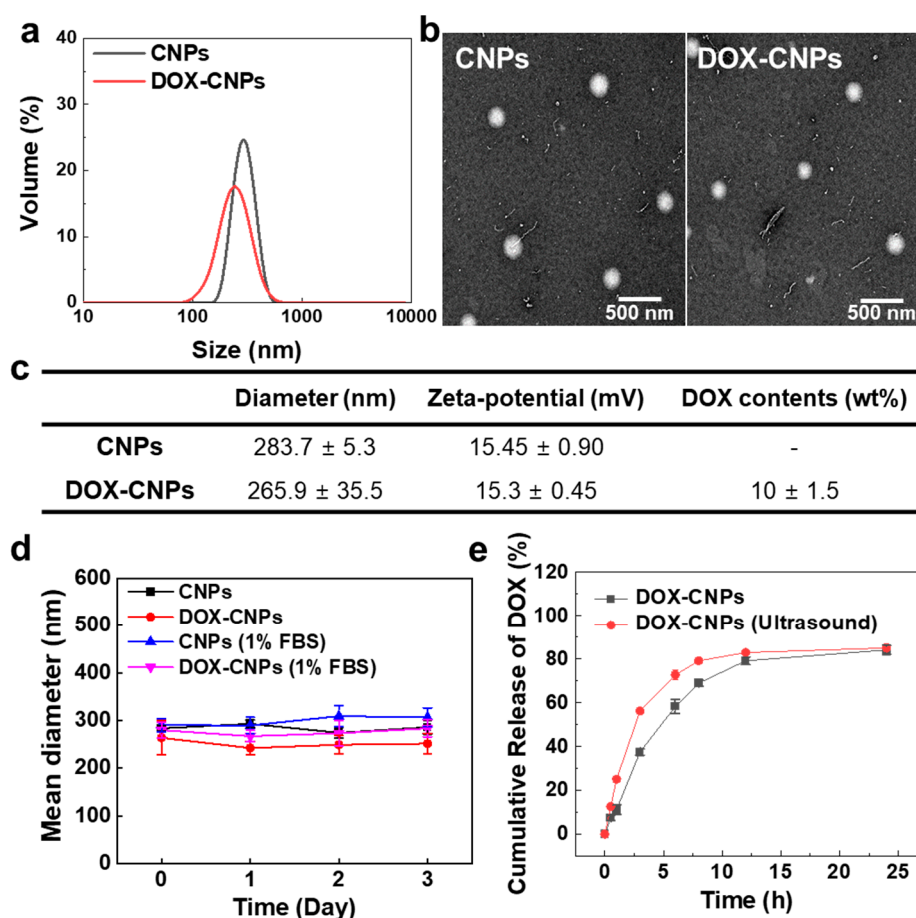 a
40
30
20
10
0
Volume (%)
CNPs
DOX-CNPs
10
100
1000
10000
Size (nm)
b
CNPs
500 nm
DOX-CNPs
500 nm
c
Diameter (nm) Zeta-potential (mV) DOX contents (wt%)
CNPs 283.7 ± 5.3 15.45 ± 0.90 -
DOX-CNPs 265.9 ± 35.5 15.3 ± 0.45 10 ± 1.5
d
600
500
400
300
200
100
0
Mean diameter (nm)
CNPs
DOX-CNPs
CNPs (1% FBS)
DOX-CNPs (1% FBS)
0 1 2 3
Time (Day)
e
120
100
80
60
40
20
0
Cumulative Release of DOX (%)
DOX-CNPs
DOX-CNPs (Ultrasound)
0 5 10 15 20 25
Time (h)